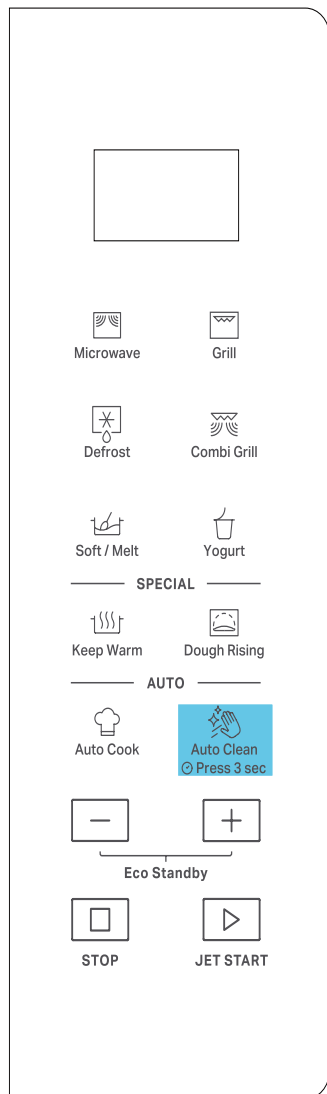 Microwave Grill
Defrost Combi Grill
Soft / Melt Yogurt
SPECIAL
Keep Warm Dough Rising
AUTO
Auto Cook Auto Clean
Press 3 sec
Eco Standby
STOP JET START